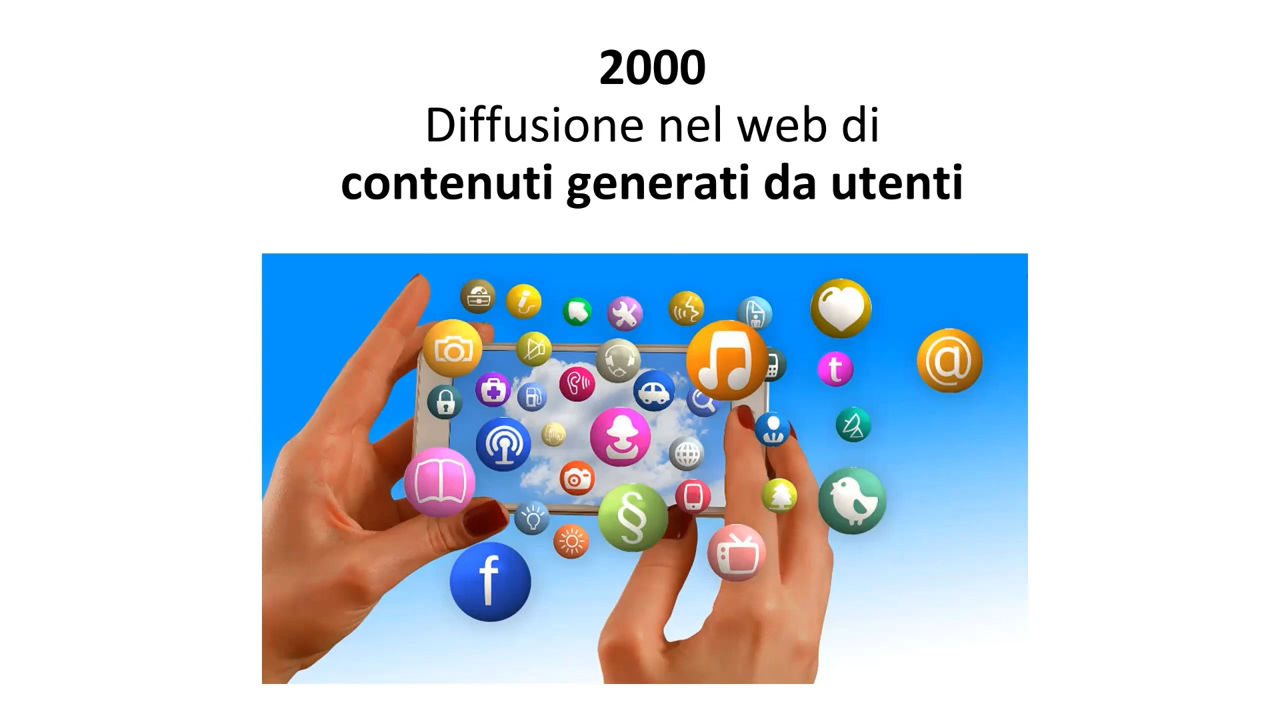 2000
Diffusione nel web di
contenuti generati da utenti
t
@
§
f